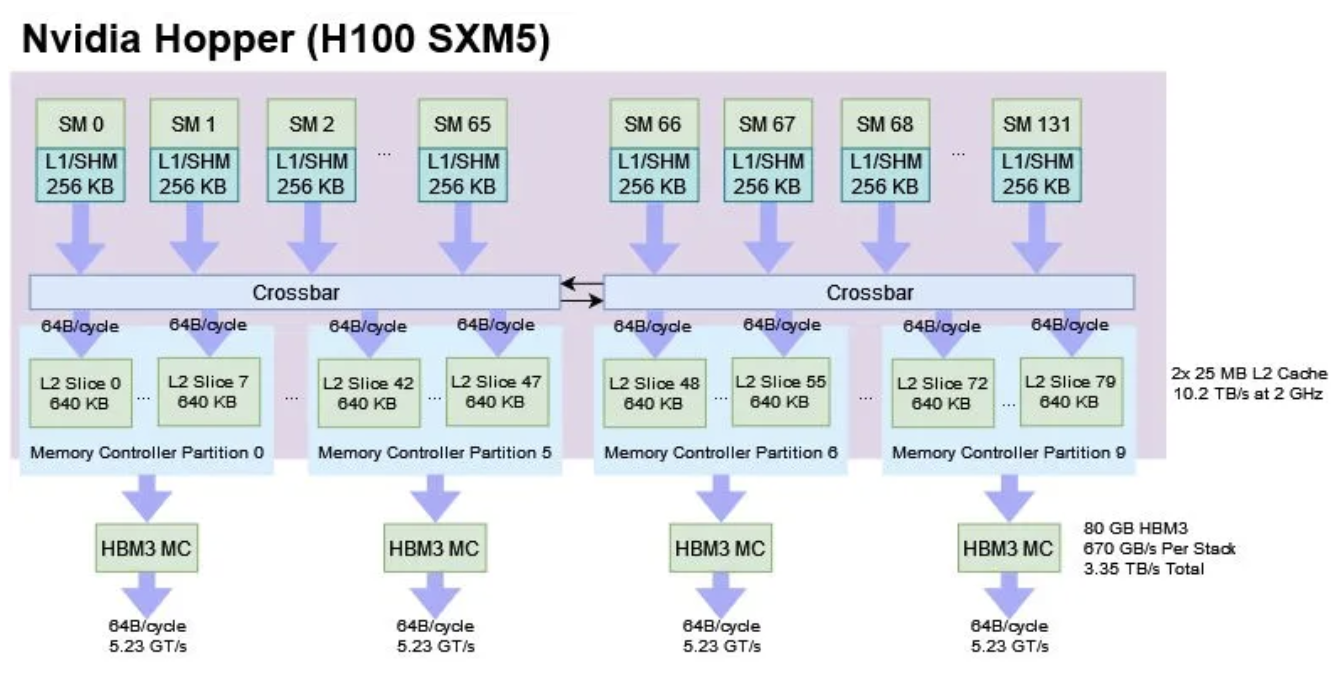 Nvidia Hopper (H100 SXM5)
SM 0
L1/SHM
256 KB
SM 1
L1/SHM
256 KB
SM 2
L1/SHM
256 KB
...
SM 65
L1/SHM
256 KB
SM 66
L1/SHM
256 KB
SM 67
L1/SHM
256 KB
SM 68
L1/SHM
256 KB
...
SM 131
L1/SHM
256 KB
Crossbar
Crossbar
64B/cycle
64B/cycle
64B/cycle
64B/cycle
64B/cycle
64B/cycle
64B/cycle
64B/cycle
L2 Slice 0
640 KB
...
L2 Slice 7
640 KB
...
L2 Slice 42
640 KB
...
L2 Slice 47
640 KB
L2 Slice 48
640 KB
...
L2 Slice 55
640 KB
...
L2 Slice 72
640 KB
...
L2 Slice 79
640 KB
2x 25 MB L2 Cache
10.2 TB/s at 2 GHz
Memory Controller Partition 0
Memory Controller Partition 5
Memory Controller Partition 6
Memory Controller Partition 9
HBM3 MC
HBM3 MC
HBM3 MC
HBM3 MC
80 GB HBM3
670 GB/s Per Stack
3.35 TB/s Total
64B/cycle
5.23 GT/s
64B/cycle
5.23 GT/s
64B/cycle
5.23 GT/s
64B/cycle
5.23 GT/s